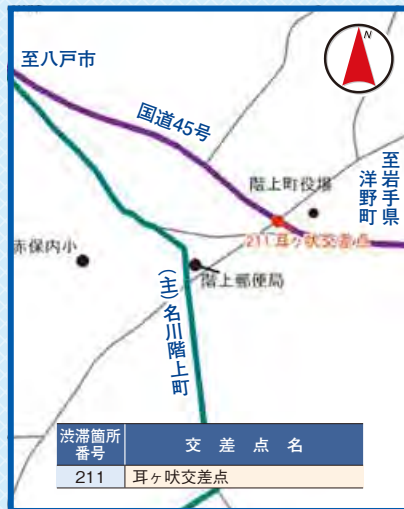 N
至八戸市
国道45号
階上町役場
至岩手県
洋野町
211 耳ヶ吠交差点
赤保内小
階上郵便局
(主)名川階上町
渋滞箇所
番号
交差点名
211
耳ヶ吠交差点